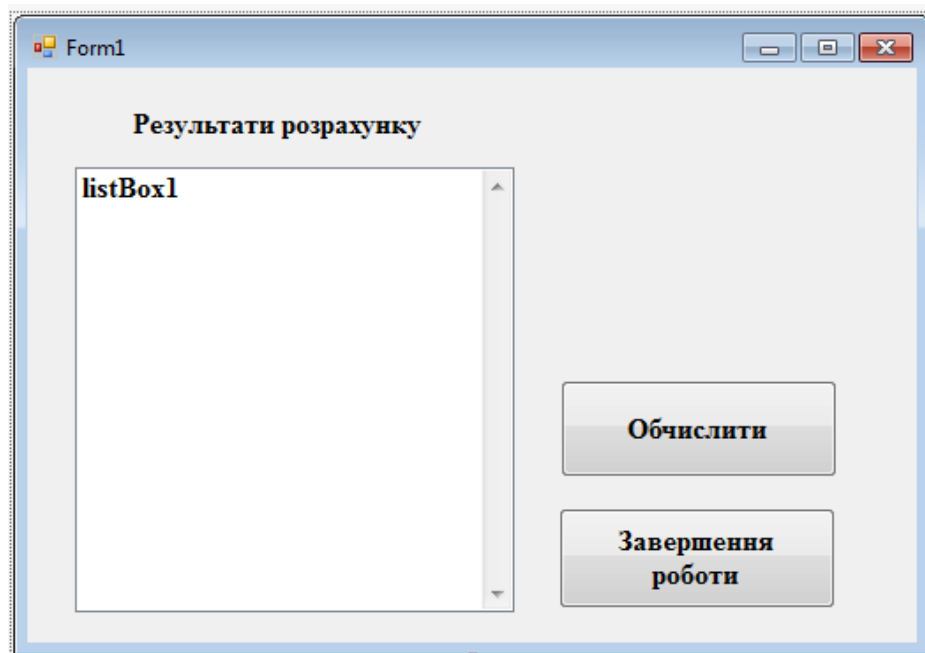 Form1
Результати розрахунку
listBox1
Обчислити
Завершення
роботи